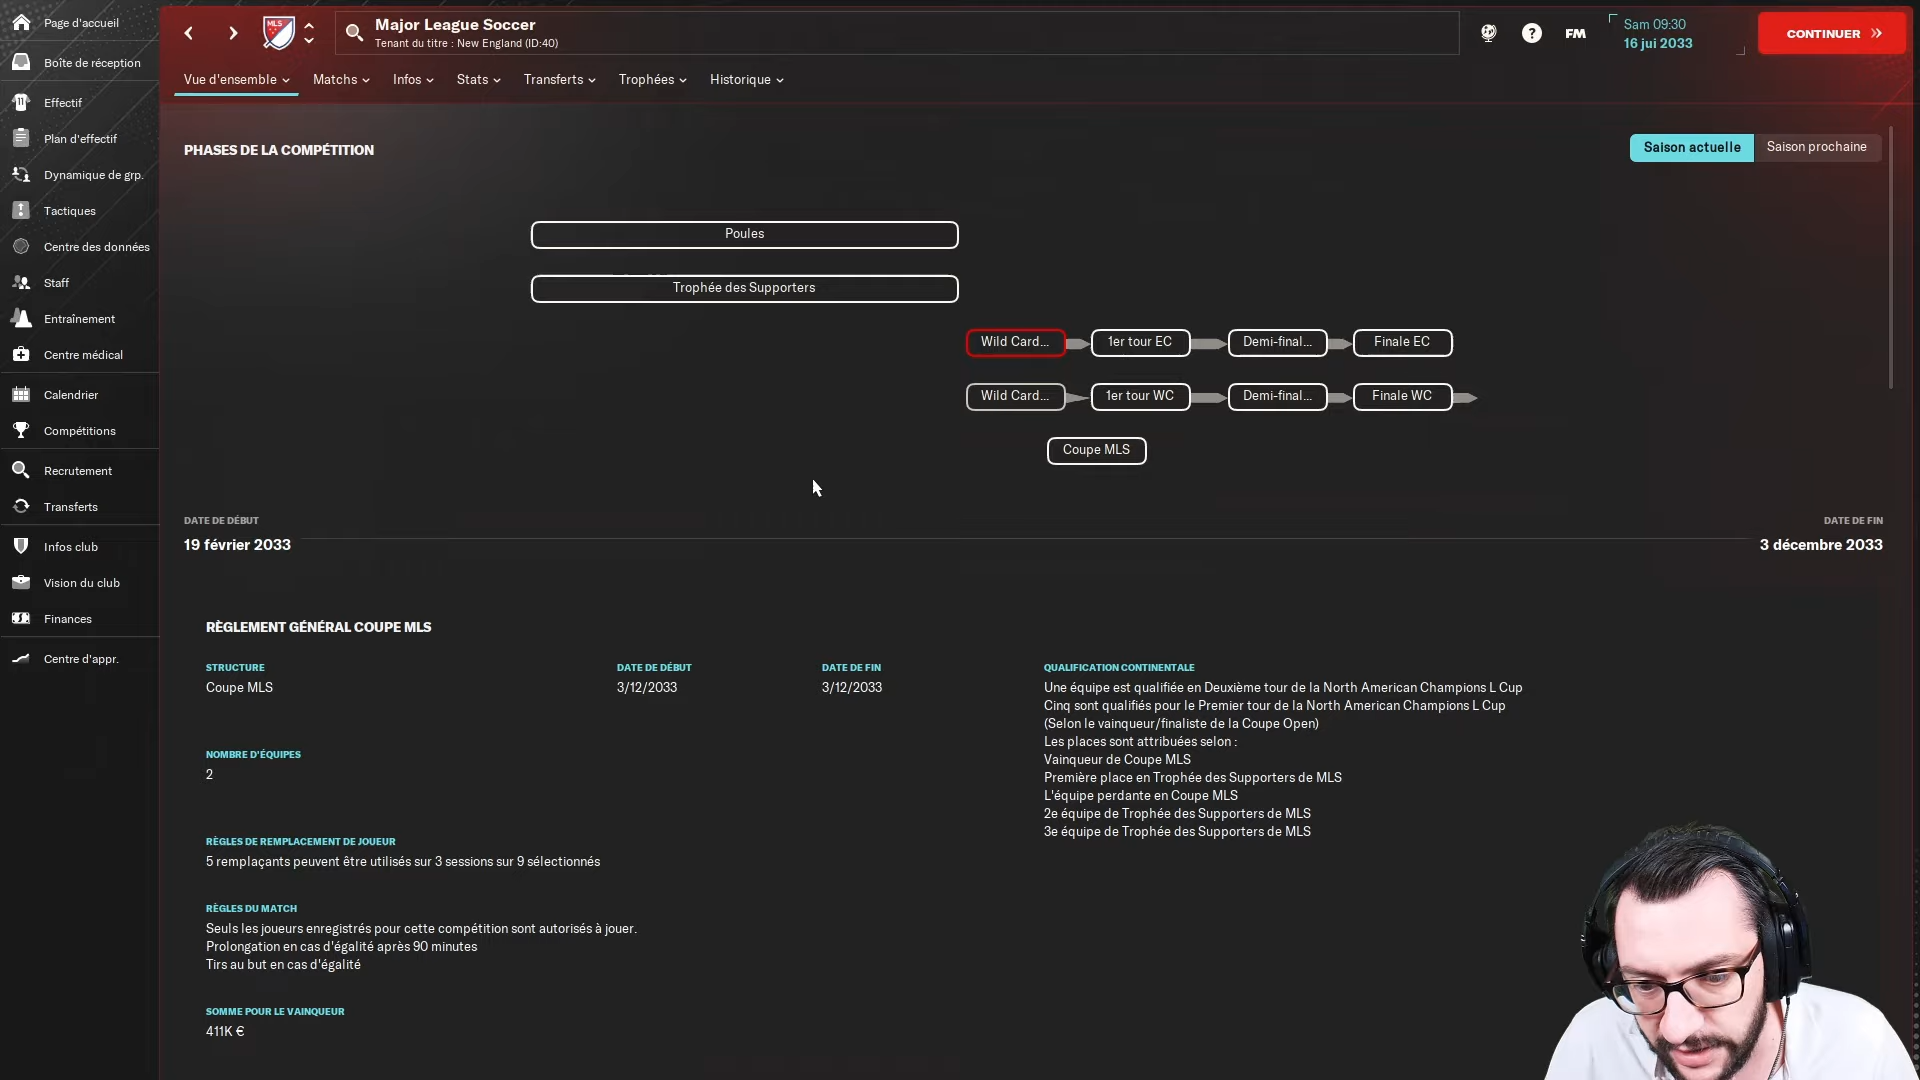 Page d'accueil
Boîte de réception
Effectif
Plan d'effectif
Dynamique de grp.
Tactiques
Centre des données
Staff
Entraînement
Centre médical
Calendrier
Compétitions
Recrutement
Transferts
Infos club
Vision du club
Finances
Centre d'appr.
MLS
Major League Soccer
Tenant du titre : New England (ID:40)
?
FM
Sam 09:30
16 jui 2033
CONTINUER
Vue d'ensemble
Matchs
Infos
Stats
Transferts
Trophées
Historique
PHASES DE LA COMPÉTITION
Saison actuelle
Saison prochaine
Poules
Trophée des Supporters
Wild Card...
1er tour EC
Demi-final...
Finale EC
Wild Card...
1er tour WC
Demi-final...
Finale WC
Coupe MLS
DATE DE DÉBUT
19 février 2033
DATE DE FIN
3 décembre 2033
RÈGLEMENT GÉNÉRAL COUPE MLS
STRUCTURE
Coupe MLS
DATE DE DÉBUT
3/12/2033
DATE DE FIN
3/12/2033
NOMBRE D'ÉQUIPES
2
RÈGLES DE REMPLACEMENT DE JOUEUR
5 remplaçants peuvent être utilisés sur 3 sessions sur 9 sélectionnés
RÈGLES DU MATCH
Seuls les joueurs enregistrés pour cette compétition sont autorisés à jouer.
Prolongation en cas d'égalité après 90 minutes
Tirs au but en cas d'égalité
SOMME POUR LE VAINQUEUR
411K €
QUALIFICATION CONTINENTALE
Une équipe est qualifiée en Deuxième tour de la North American Champions L Cup
Cinq sont qualifiés pour le Premier tour de la North American Champions L Cup
(Selon le vainqueur/finaliste de la Coupe Open)
Les places sont attribuées selon :
Vainqueur de Coupe MLS
Première place en Trophée des Supporters de MLS
L'équipe perdante en Coupe MLS
2e équipe de Trophée des Supporters de MLS
3e équipe de Trophée des Supporters de MLS